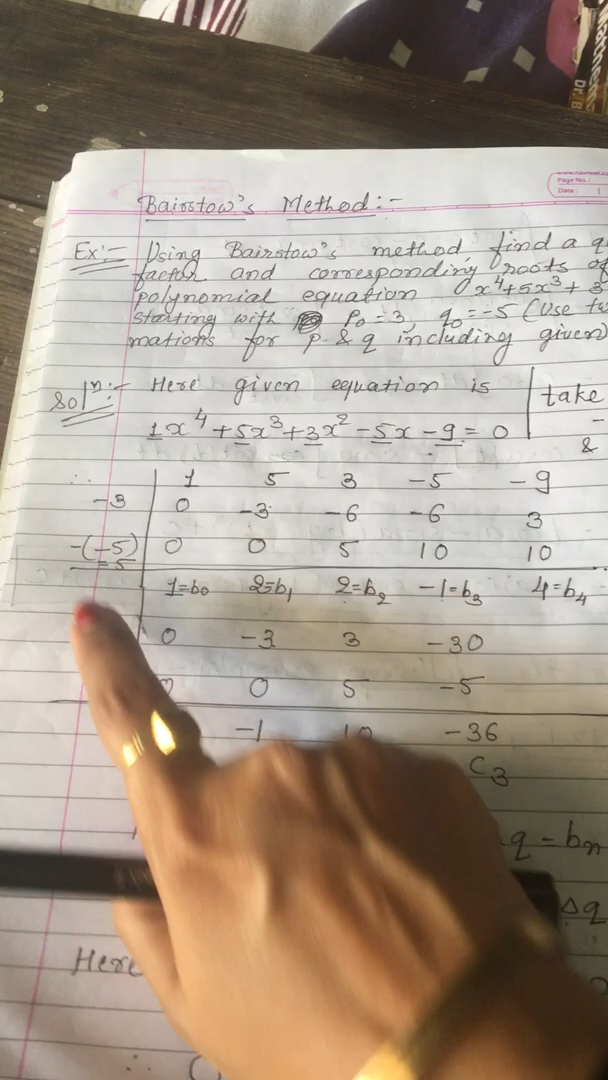 Page No. :
Date :
Bairstow's Method :-
Ex:- Using Bairstow's method, find a
factor and corresponding roots of
polynomial equation x⁴+5x³+3
starting with p₀=3, q₀=-5 (Use
mations for p & q including given)
Solⁿ:- Here given equation is
take
1x⁴+5x³+3x²-5x-9=0
-
&
∴ 1 5 3 -5 -9
-3 0 -3 -6 -6 3
-(-5) 0 0 5 10 10
=5
1=b₀ 2=b₁ 2=b₂ -1=b₃ 4=b₄
0 -3 3 -30
0 0 5 -5
-1 10 -36
C₃
q-bₙ
Δq
Here
∴